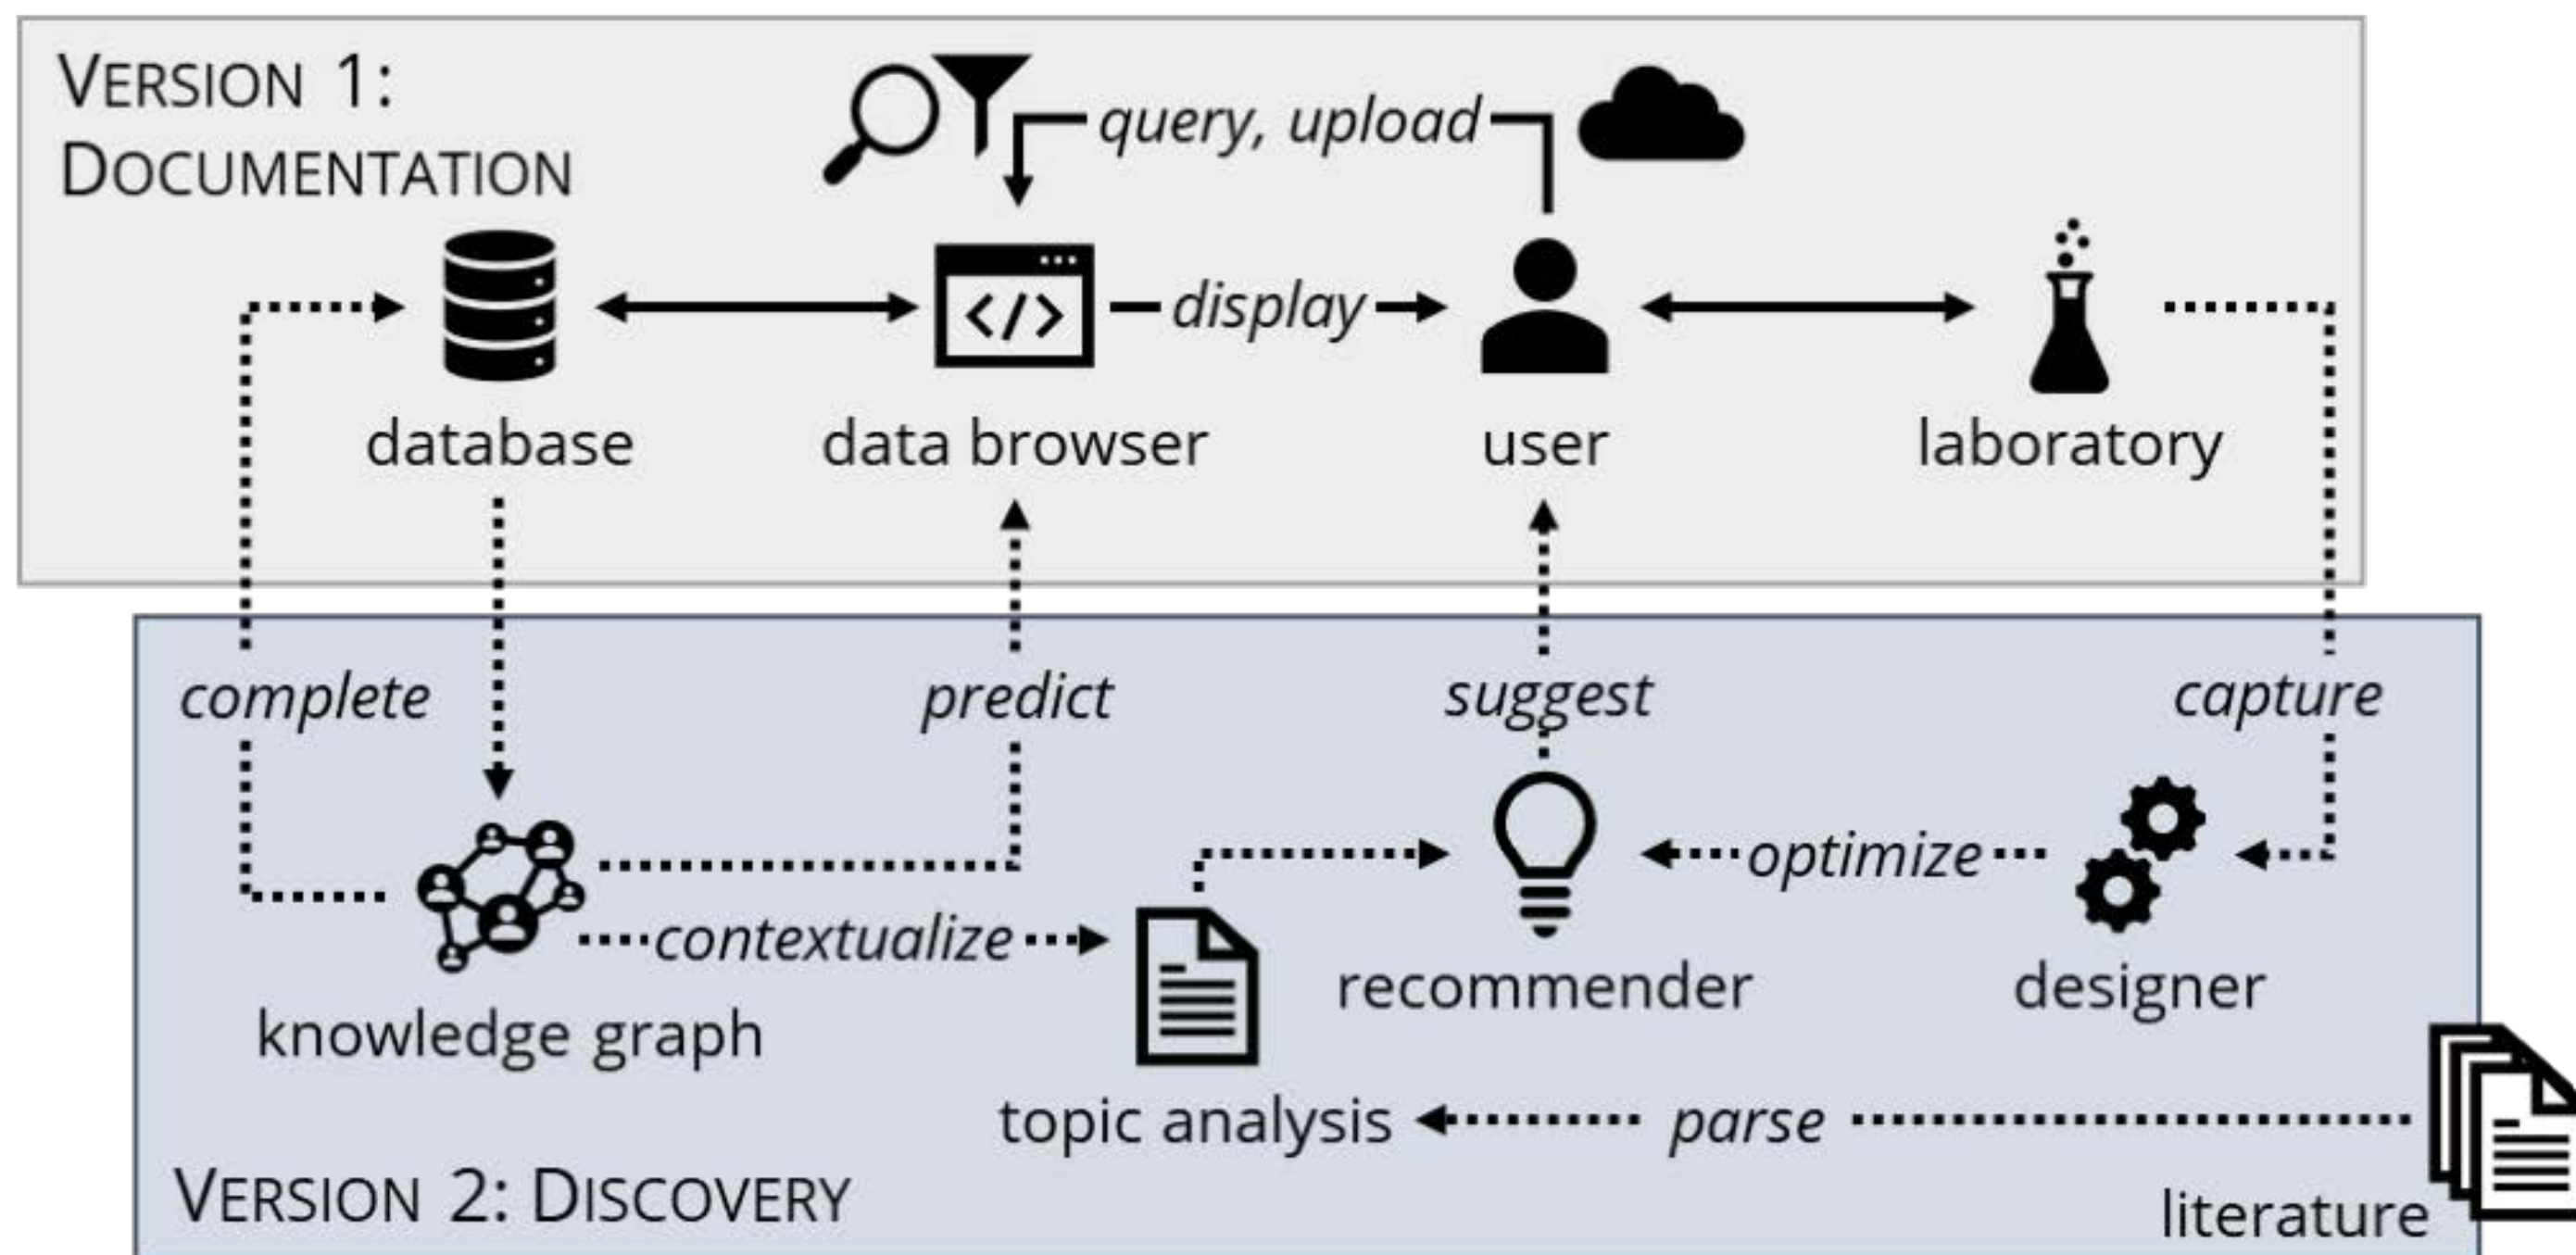 VERSION 1:
DOCUMENTATION
query, upload
display
</>
database
data browser
user
laboratory
complete
predict
suggest
capture
optimize
contextualize
knowledge graph
recommender
designer
topic analysis
parse
VERSION 2: DISCOVERY
literature